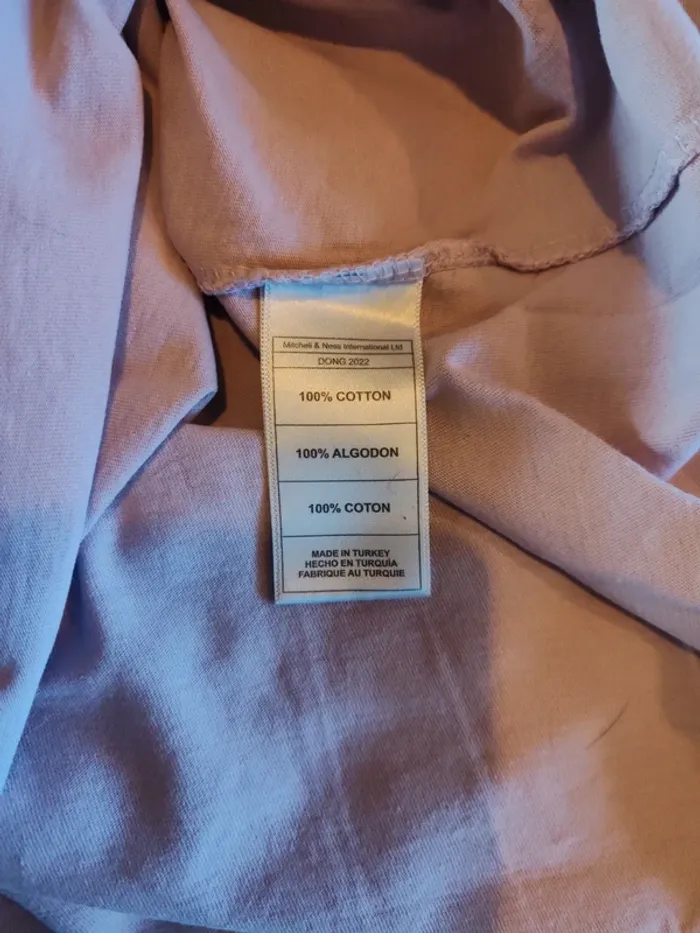 Mitchell & Ness International Ltd
DONG 2022
100% COTTON
100% ALGODON
100% COTON
MADE IN TURKEY
HECHO EN TURQUÍA
FABRIQUE AU TURQUIE